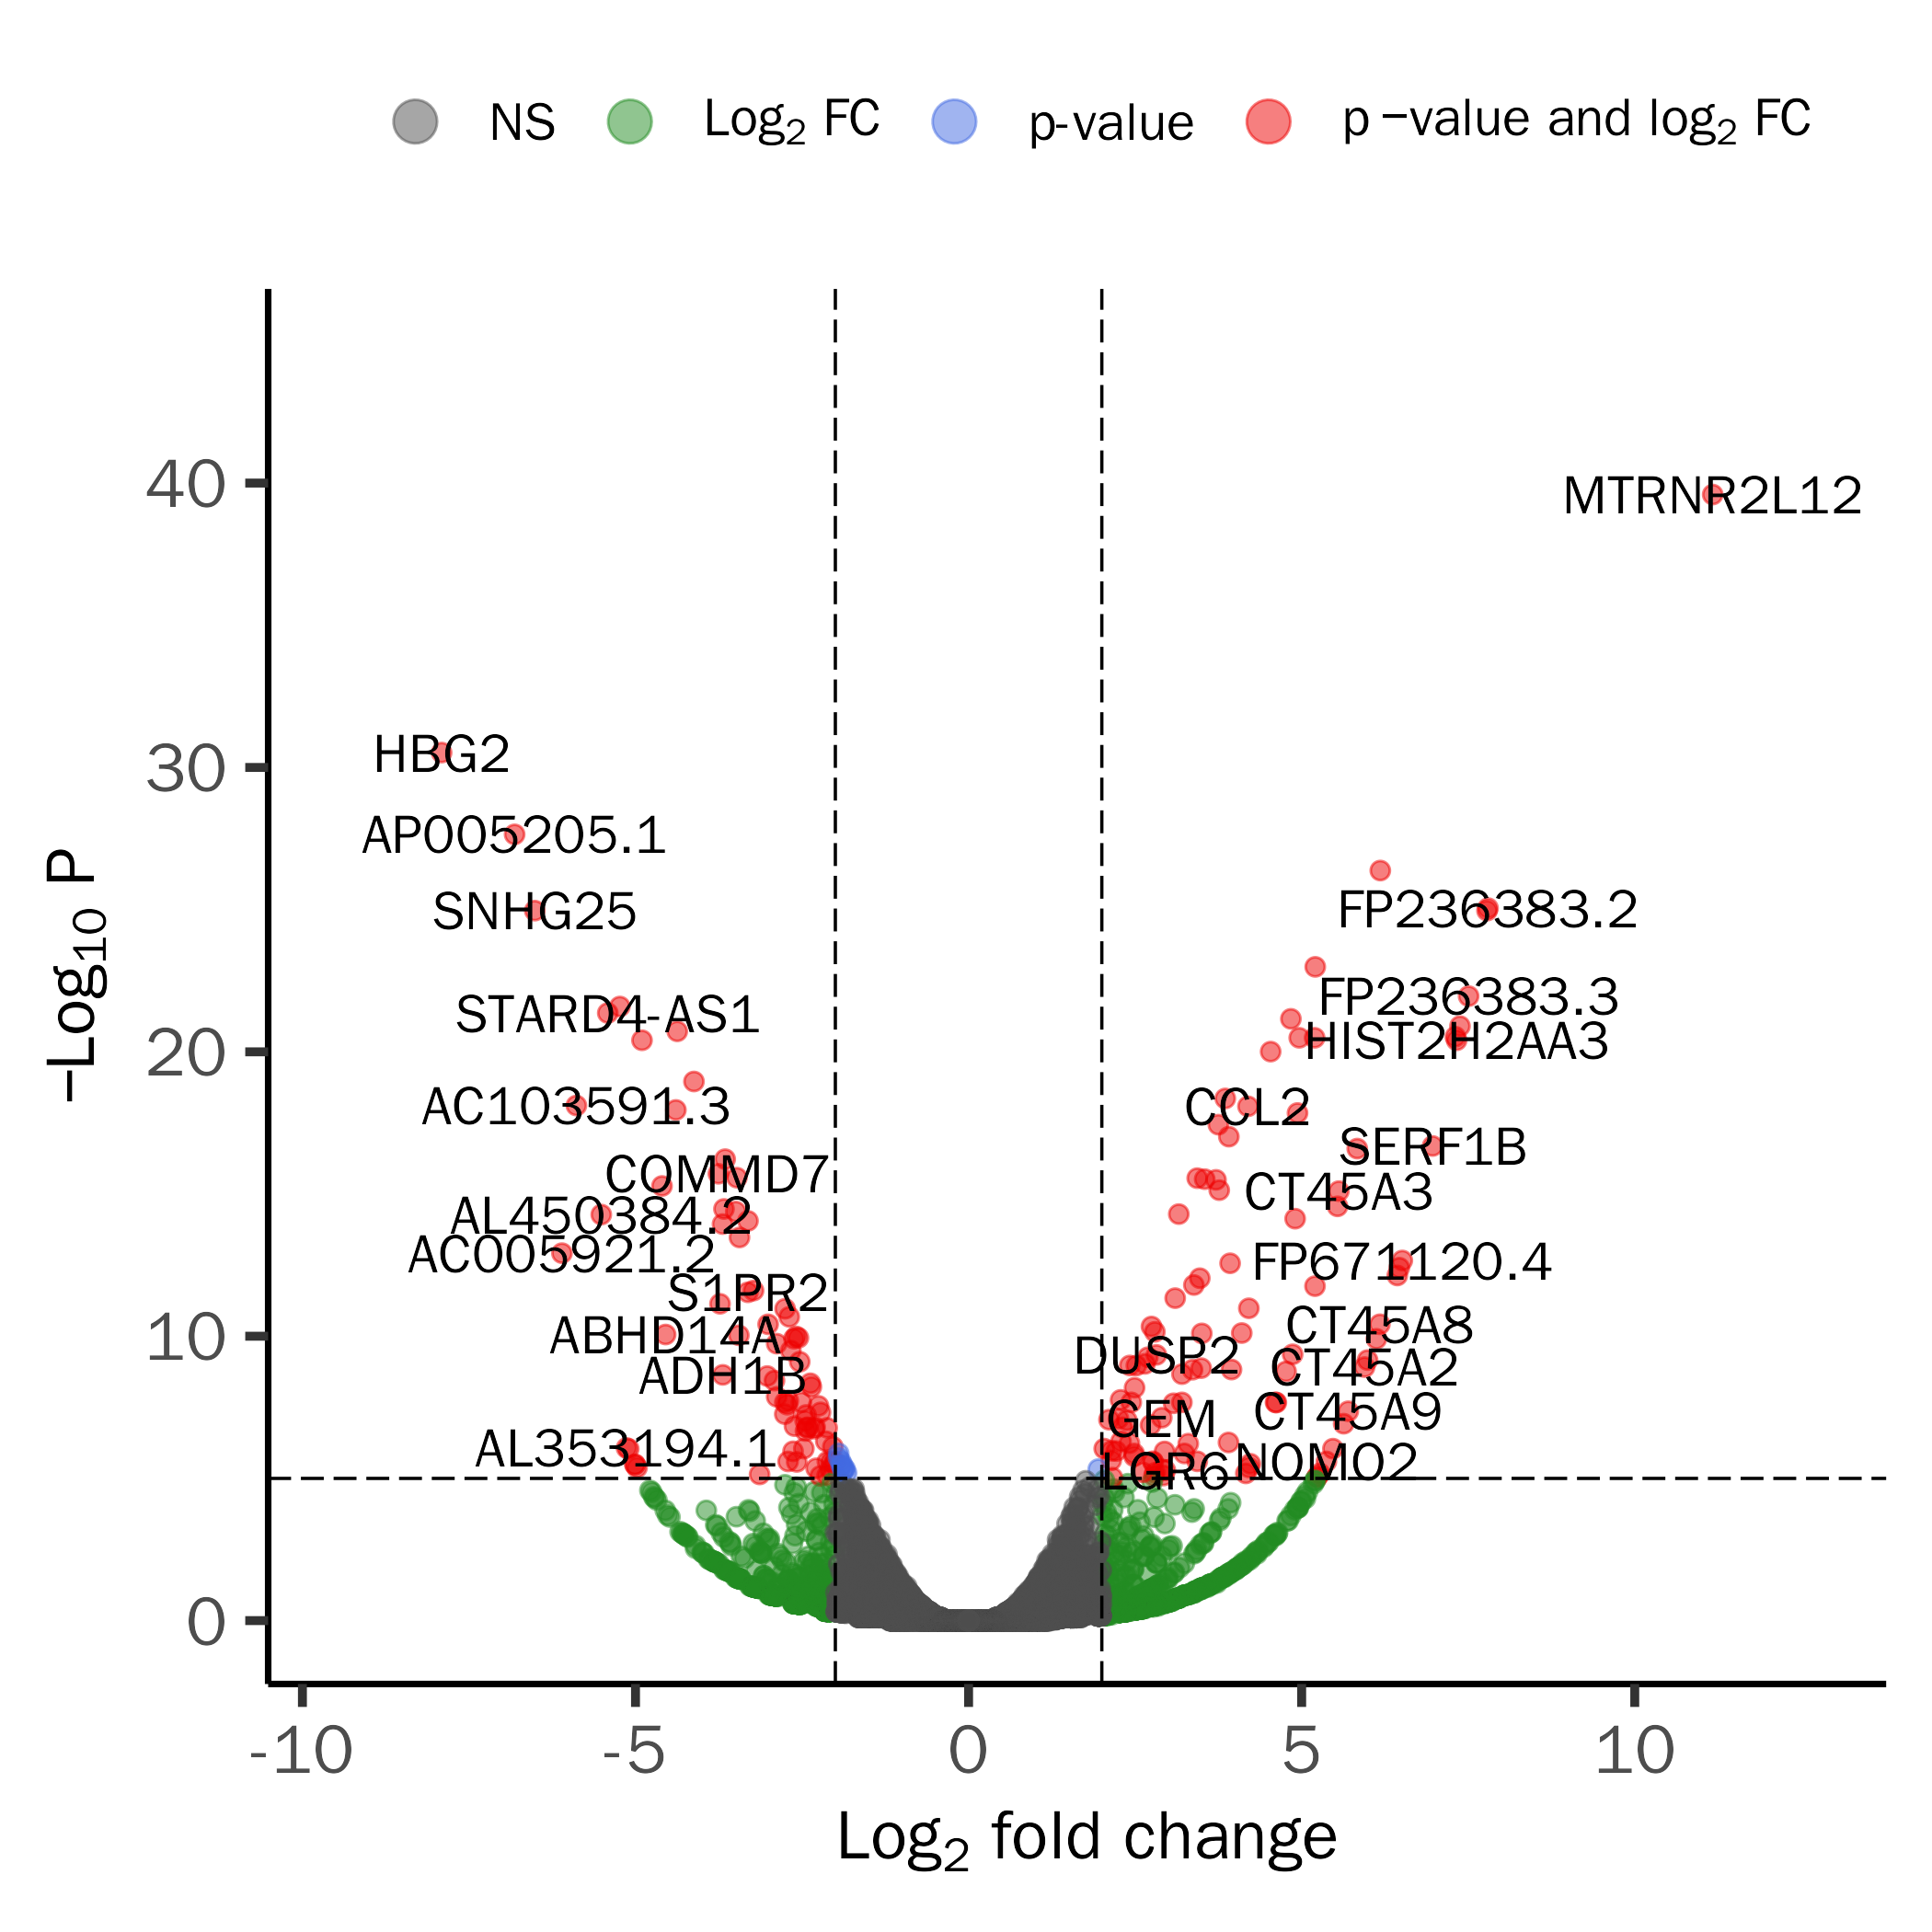 NS Log2 FC p-value p −value and log2 FC
−Log10 P
40
30
20
10
0
MTRNR2L12
HBG2
AP005205.1
SNHG25
FP236383.2
FP236383.3
STARD4-AS1
HIST2H2AA3
AC103591.3
CCL2
SERF1B
COMMD7
CT45A3
AL450384.2
AC005921.2
FP671120.4
S1PR2
CT45A8
ABHD14A
DUSP2
CT45A2
ADH1B
CT45A9
GEM
AL353194.1
NOMO2
LGR6
-10 -5 0 5 10
Log2 fold change